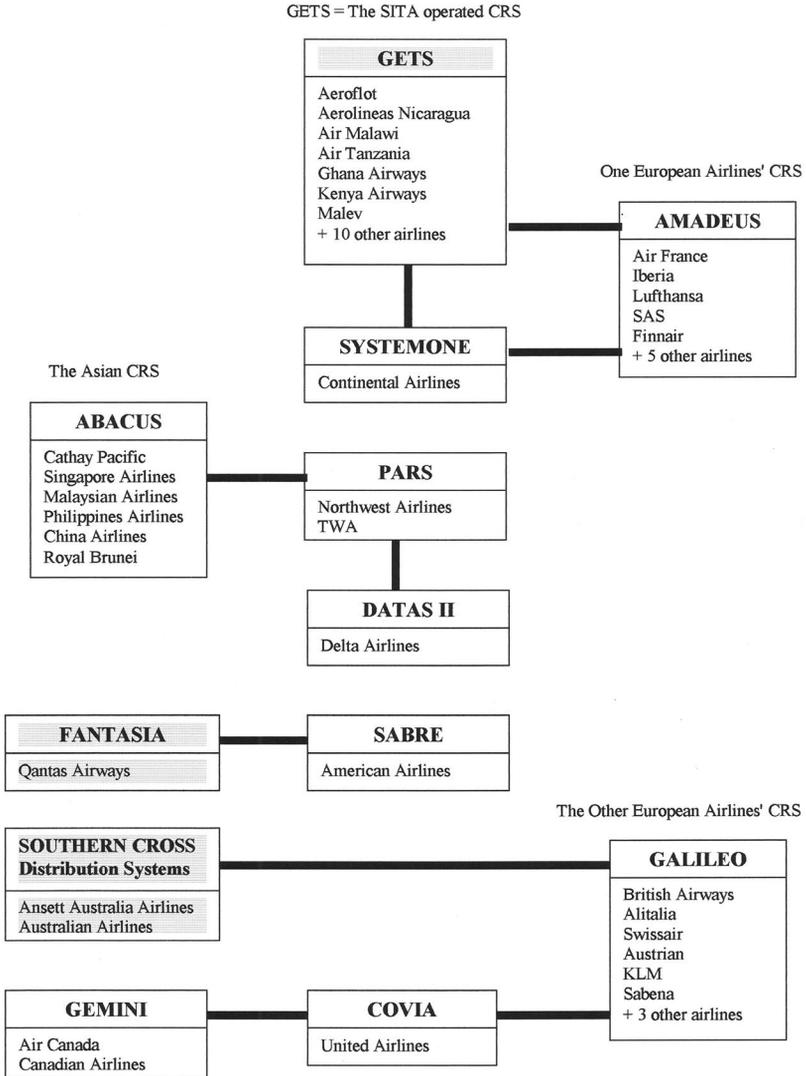 GETS = The SITA operated CRS
GETS
Aeroflot
Aerolineas Nicaragua
Air Malawi
Air Tanzania
Ghana Airways
Kenya Airways
Malev
+ 10 other airlines
One European Airlines' CRS
AMADEUS
Air France
Iberia
Lufthansa
SAS
Finnair
+ 5 other airlines
SYSTEMONE
Continental Airlines
The Asian CRS
ABACUS
Cathay Pacific
Singapore Airlines
Malaysian Airlines
Philippines Airlines
China Airlines
Royal Brunei
PARS
Northwest Airlines
TWA
DATAS II
Delta Airlines
FANTASIA
Qantas Airways
SABRE
American Airlines
The Other European Airlines' CRS
SOUTHERN CROSS
Distribution Systems
Ansett Australia Airlines
Australian Airlines
GALILEO
British Airways
Alitalia
Swissair
Austrian
KLM
Sabena
+ 3 other airlines
GEMINI
Air Canada
Canadian Airlines
COVIA
United Airlines